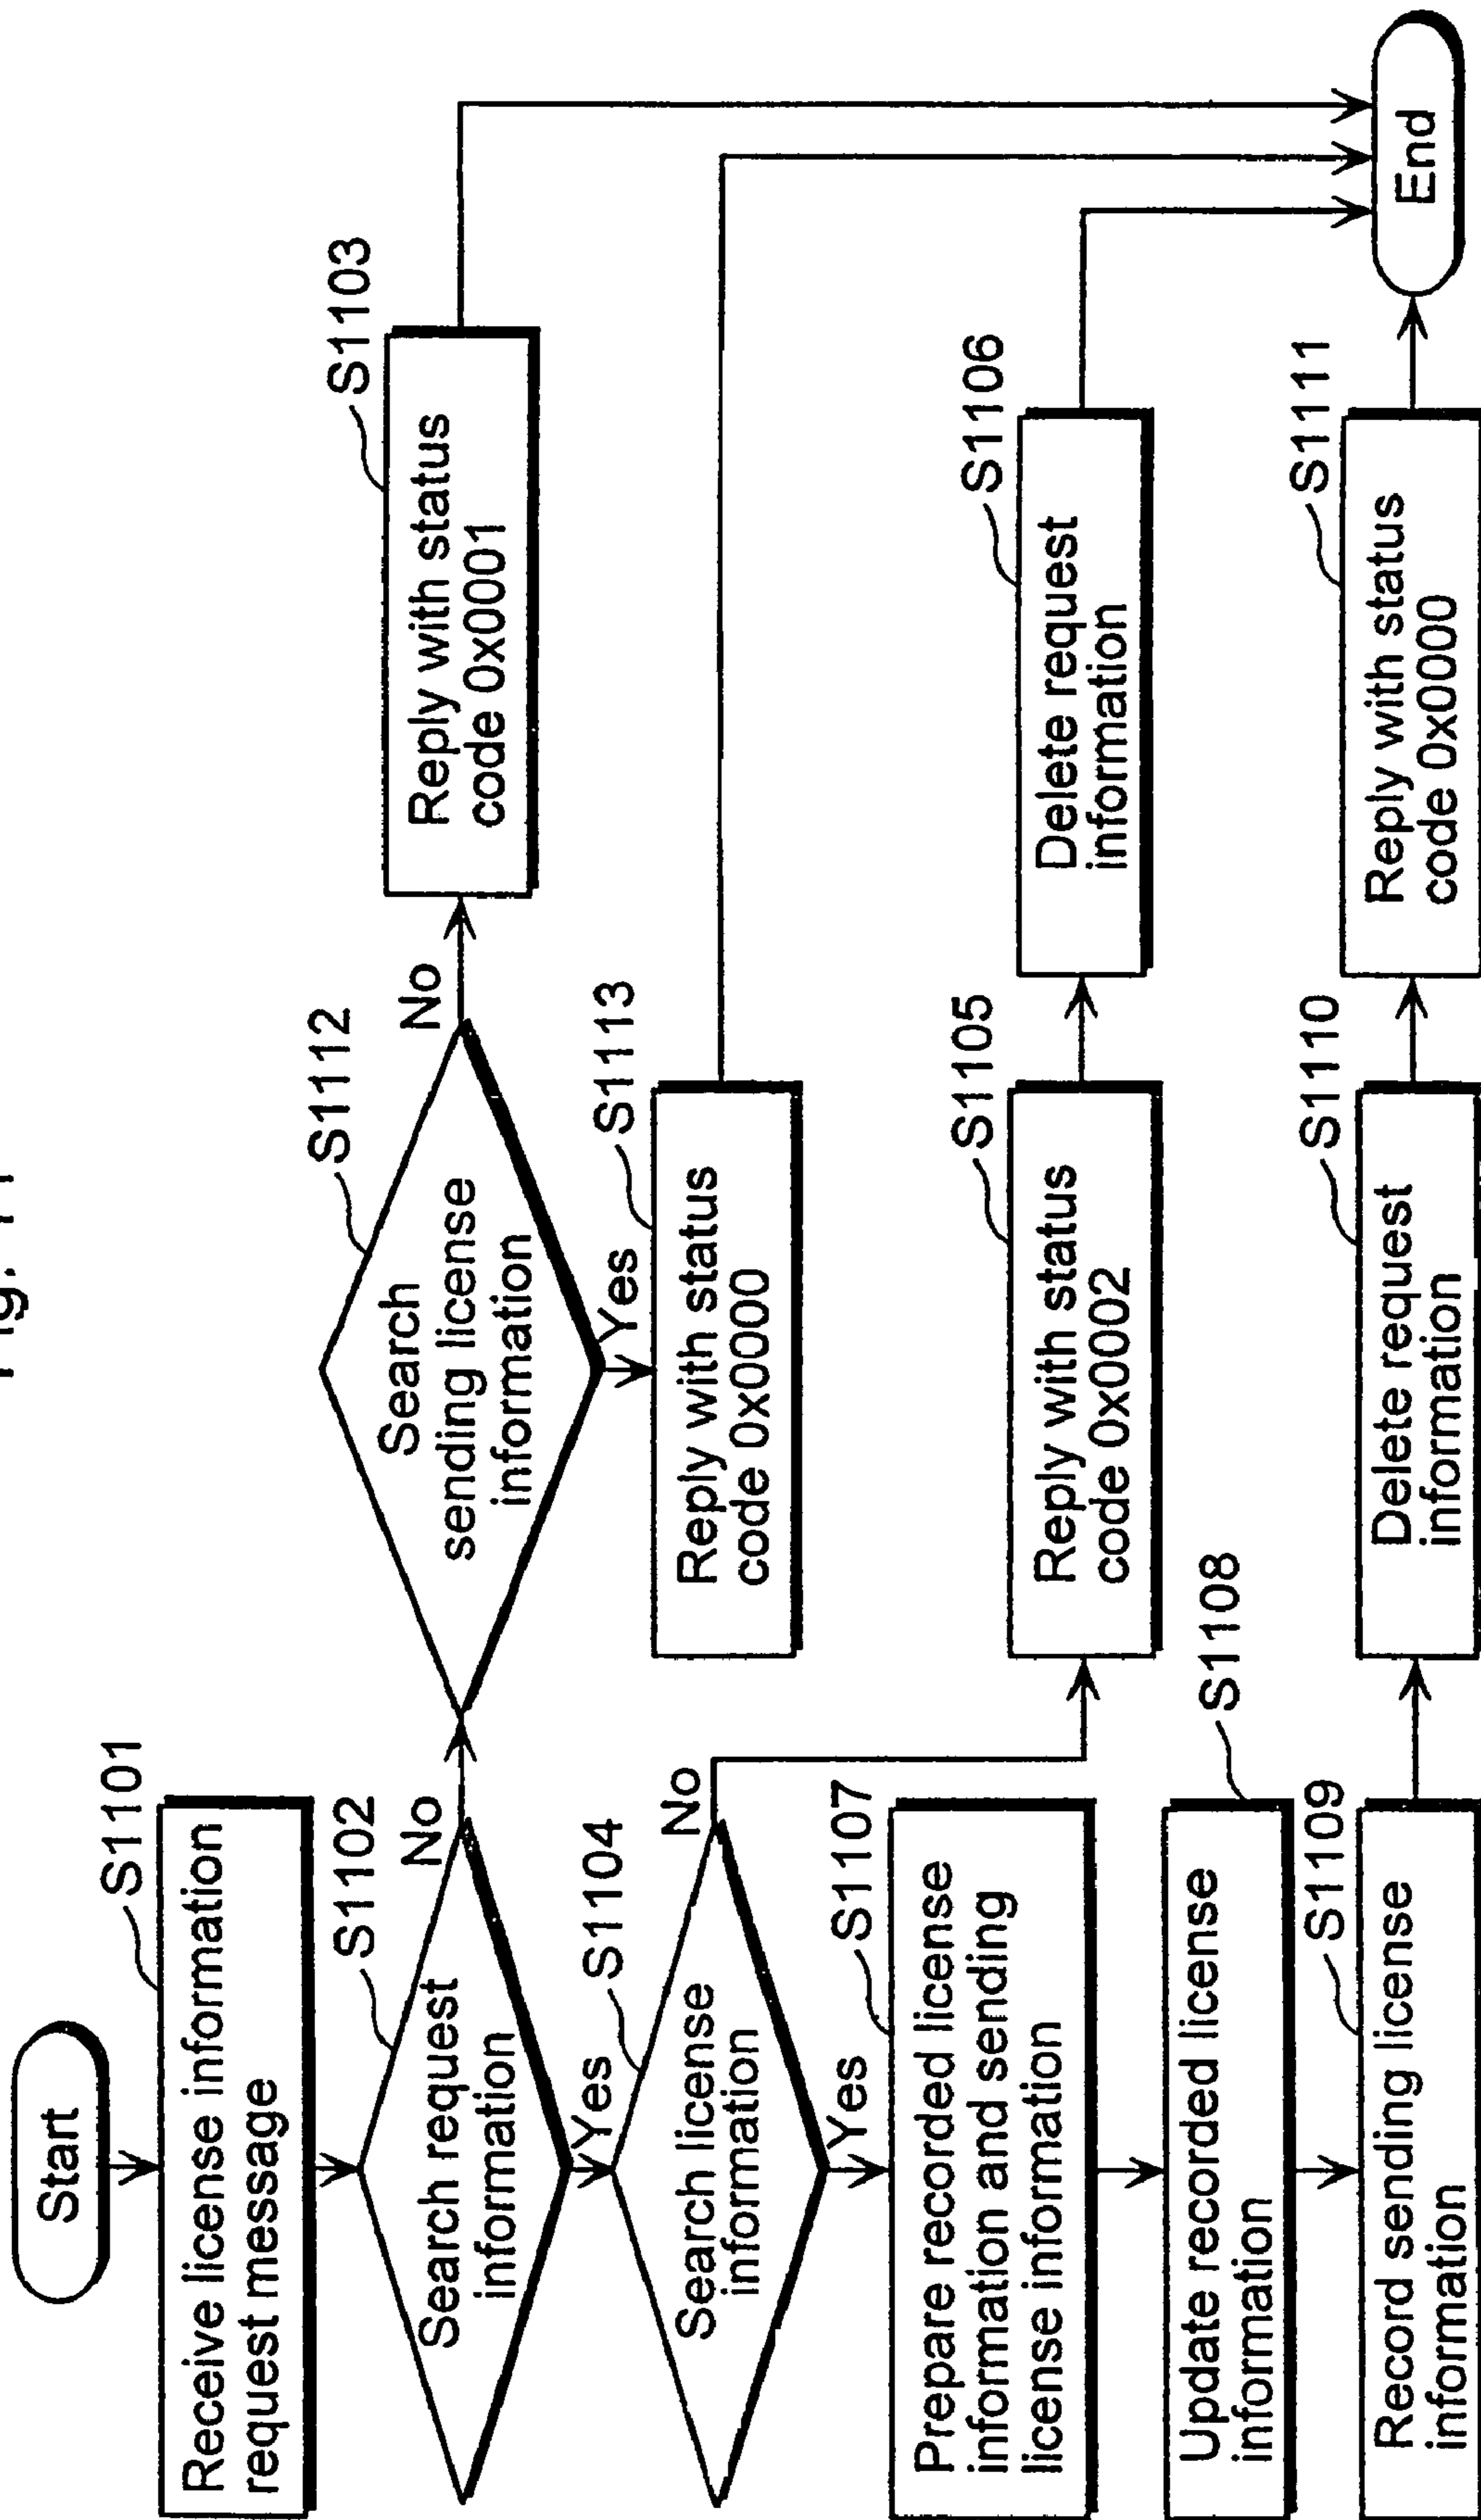 Start
S1101
Receive license information
request message
S1102
Search request
information
No
Yes
S1112
Search
sending license
information
No
Yes
S1103
Reply with status
code 0x0001
S1113
Reply with status
code 0x0000
S1104
Search license
information
No
Yes
S1105
Reply with status
code 0x0002
S1106
Delete request
information
S1107
Prepare recorded license
information and sending
license information
S1108
Update recorded license
information
S1109
Record sending license
information
S1110
Delete request
information
S1111
Reply with status
code 0x0000
End